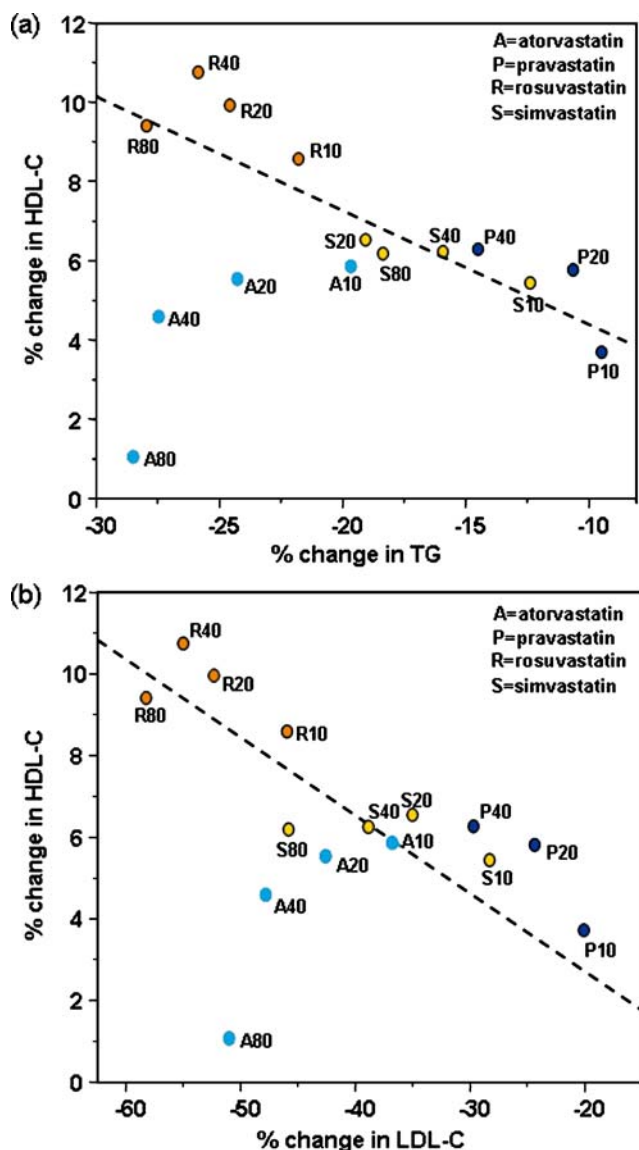 (a)
12
10
8
6
4
2
0
% change in HDL-C
A=atorvastatin
P=pravastatin
R=rosuvastatin
S=simvastatin
R40
R20
R80
R10
S20
S40
P40
P20
S80
A10
A20
S10
A40
P10
A80
-30
-25
-20
-15
-10
% change in TG
(b)
12
10
8
6
4
2
0
% change in HDL-C
A=atorvastatin
P=pravastatin
R=rosuvastatin
S=simvastatin
R40
R20
R80
R10
S20
S40
P40
S80
A10
P20
A20
S10
A40
P10
A80
-60
-50
-40
-30
-20
% change in LDL-C